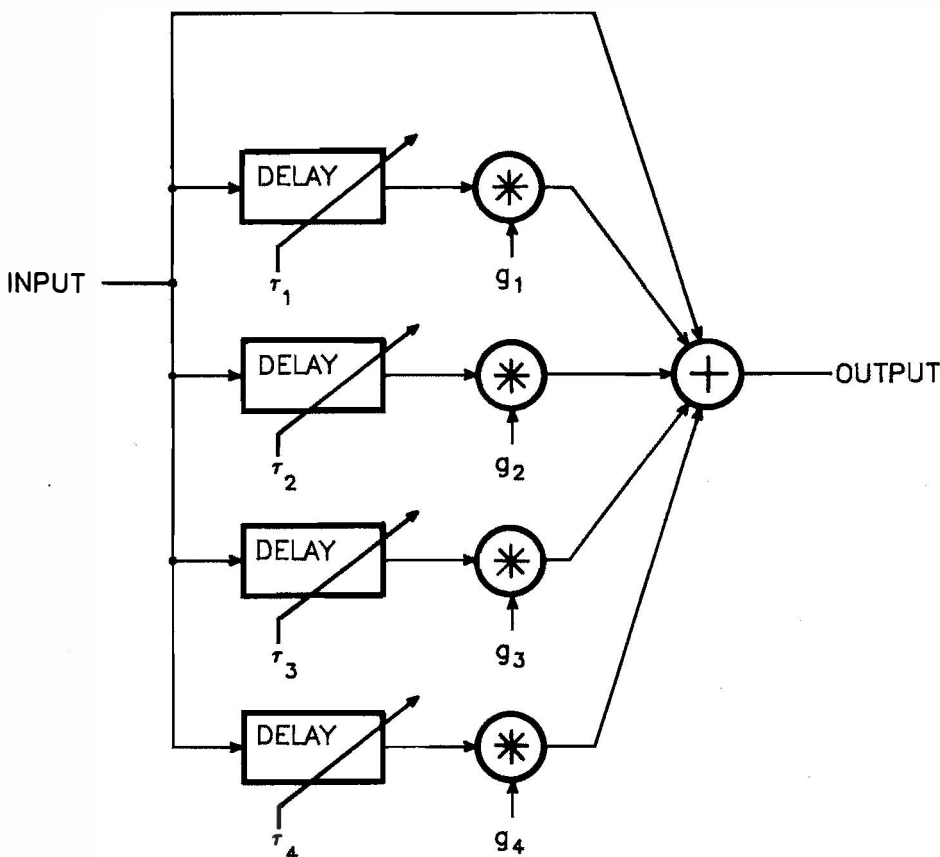 DELAY
τ₁
g₁
INPUT
DELAY
τ₂
g₂
OUTPUT
DELAY
τ₃
g₃
DELAY
τ₄
g₄